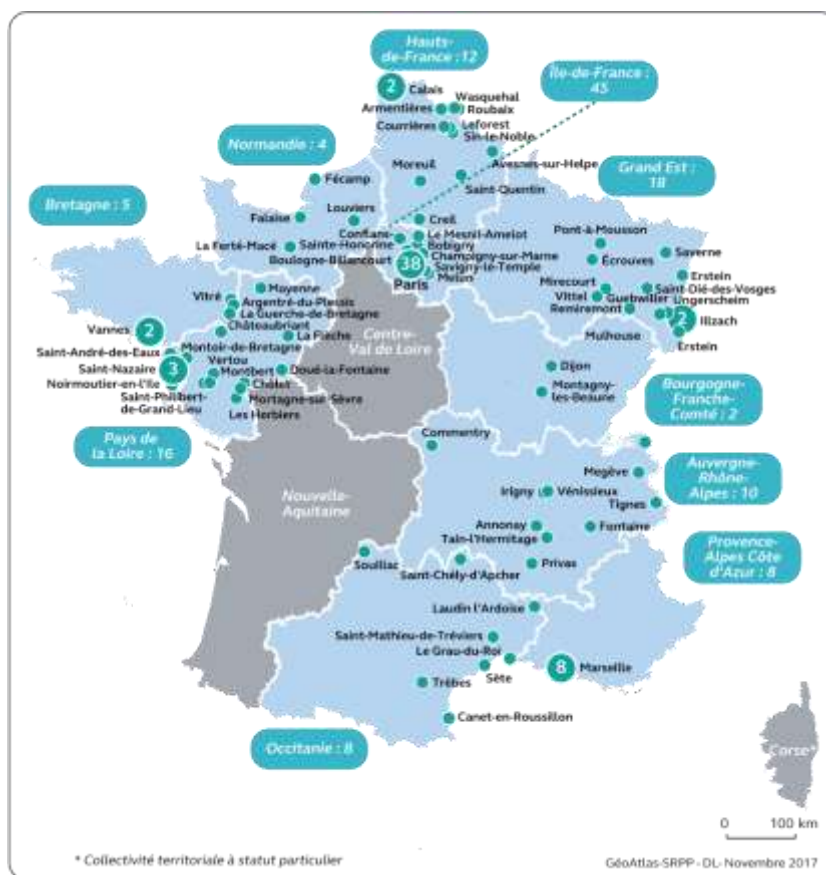 Hauts-
de-France : 12
Île-de-France :
45
2
Calais
Wasquehal
Armentières
Roubaix
Courrières
Leforest
Sin-le-Noble
Normandie : 4
Moreuil
Avesnes-sur-Helpe
Grand Est :
18
Fécamp
Saint-Quentin
Bretagne : 5
Louviers
Falaise
Creil
Pont-à-Mousson
Conflans-
Sainte-Honorine
Le Mesnil-Amelot
La Ferté-Macé
Bobigny
Saverne
Boulogne-Billancourt
38
Champigny-sur-Marne
Écrouves
Savigny-le-Temple
Erstein
Paris
Melun
Mayenne
Mirecourt
Saint-Dié-des-Vosges
Vitré
Argentré-du-Plessis
Vittel
Guebwiller
Ungersheim
La Guerche-de-Bretagne
Remiremont
2
Illzach
Vannes
2
Châteaubriant
La Flèche
Centre-
Val de Loire
Mulhouse
Erstein
Saint-André-des-Eaux
Montoir-de-Bretagne
Saint-Nazaire
3
Vertou
Doué-la-Fontaine
Dijon
Noirmoutier-en-l'Ile
Montbert
Cholet
Montagny-
les-Beaune
Saint-Philibert-
de-Grand-Lieu
Mortagne-sur-Sèvre
Les Herbiers
Bourgogne-
Franche-
Comté : 2
Pays de
la Loire : 16
Commentry
Megève
Auvergne-
Rhône-
Alpes : 10
Nouvelle-
Aquitaine
Irigny
Vénissieux
Tignes
Annonay
Fontaine
Tain-l'Hermitage
Provence-
Alpes Côte
d'Azur : 8
Souillac
Saint-Chély-d'Apcher
Privas
Laudin l'Ardoise
Saint-Mathieu-de-Tréviers
Le Grau-du-Roi
8
Marseille
Sète
Trèbes
Canet-en-Roussillon
Occitanie : 8
Corse*
0 100 km
* Collectivité territoriale à statut particulier
GéoAtlas-SRPP - DL- Novembre 2017